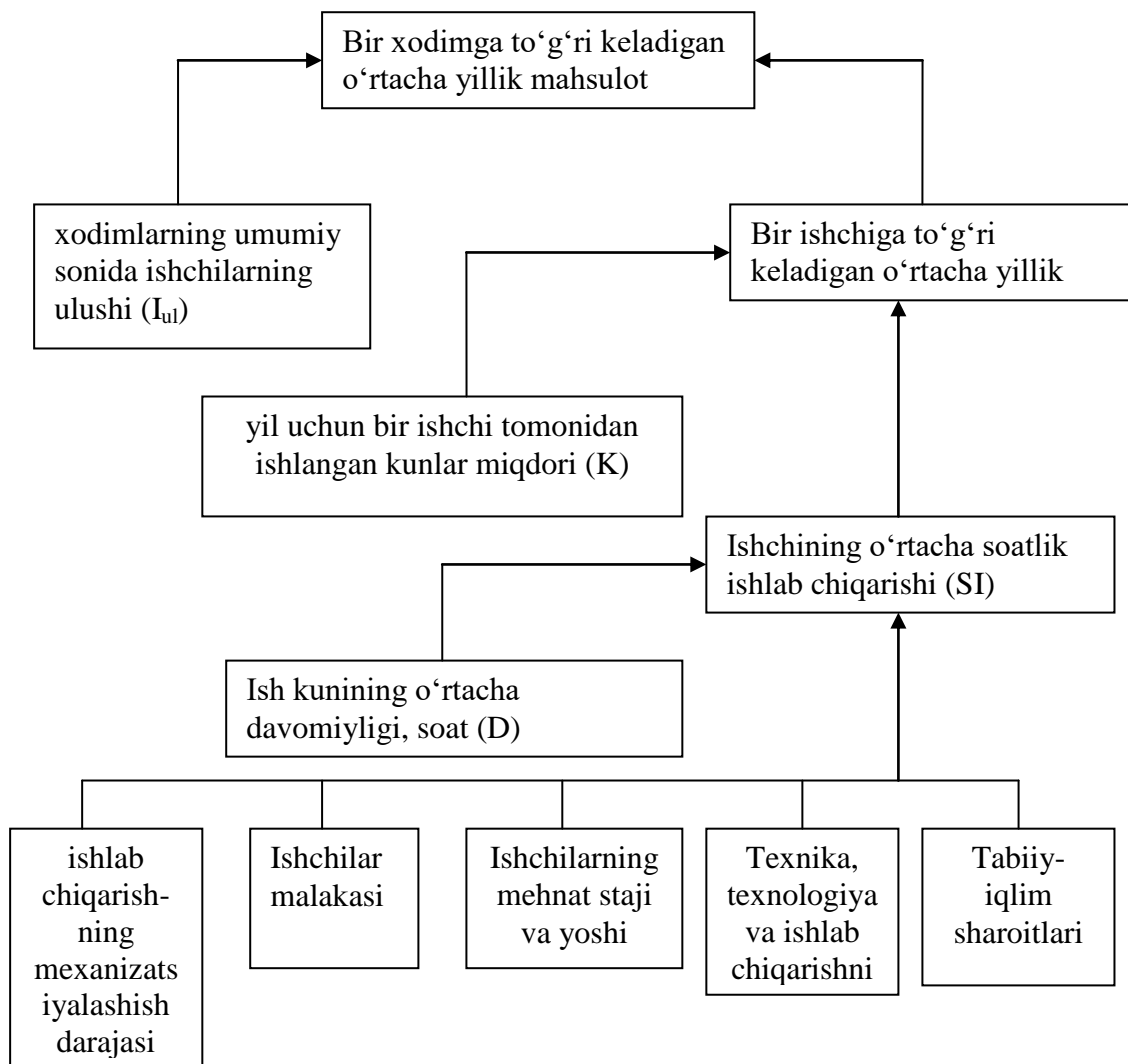 Bir xodimga to‘g‘ri keladigan
o‘rtacha yillik mahsulot
xodimlarning umumiy
sonida ishchilarning
ulushi (Iul)
Bir ishchiga to‘g‘ri
keladigan o‘rtacha yillik
yil uchun bir ishchi tomonidan
ishlangan kunlar miqdori (K)
Ishchining o‘rtacha soatlik
ishlab chiqarishi (SI)
Ish kunining o‘rtacha
davomiyligi, soat (D)
ishlab
chiqarish-
ning
mexanizats
iyalashish
darajasi
Ishchilar
malakasi
Ishchilarning
mehnat staji
va yoshi
Texnika,
texnologiya
va ishlab
chiqarishni
Tabiiy-
iqlim
sharoitlari